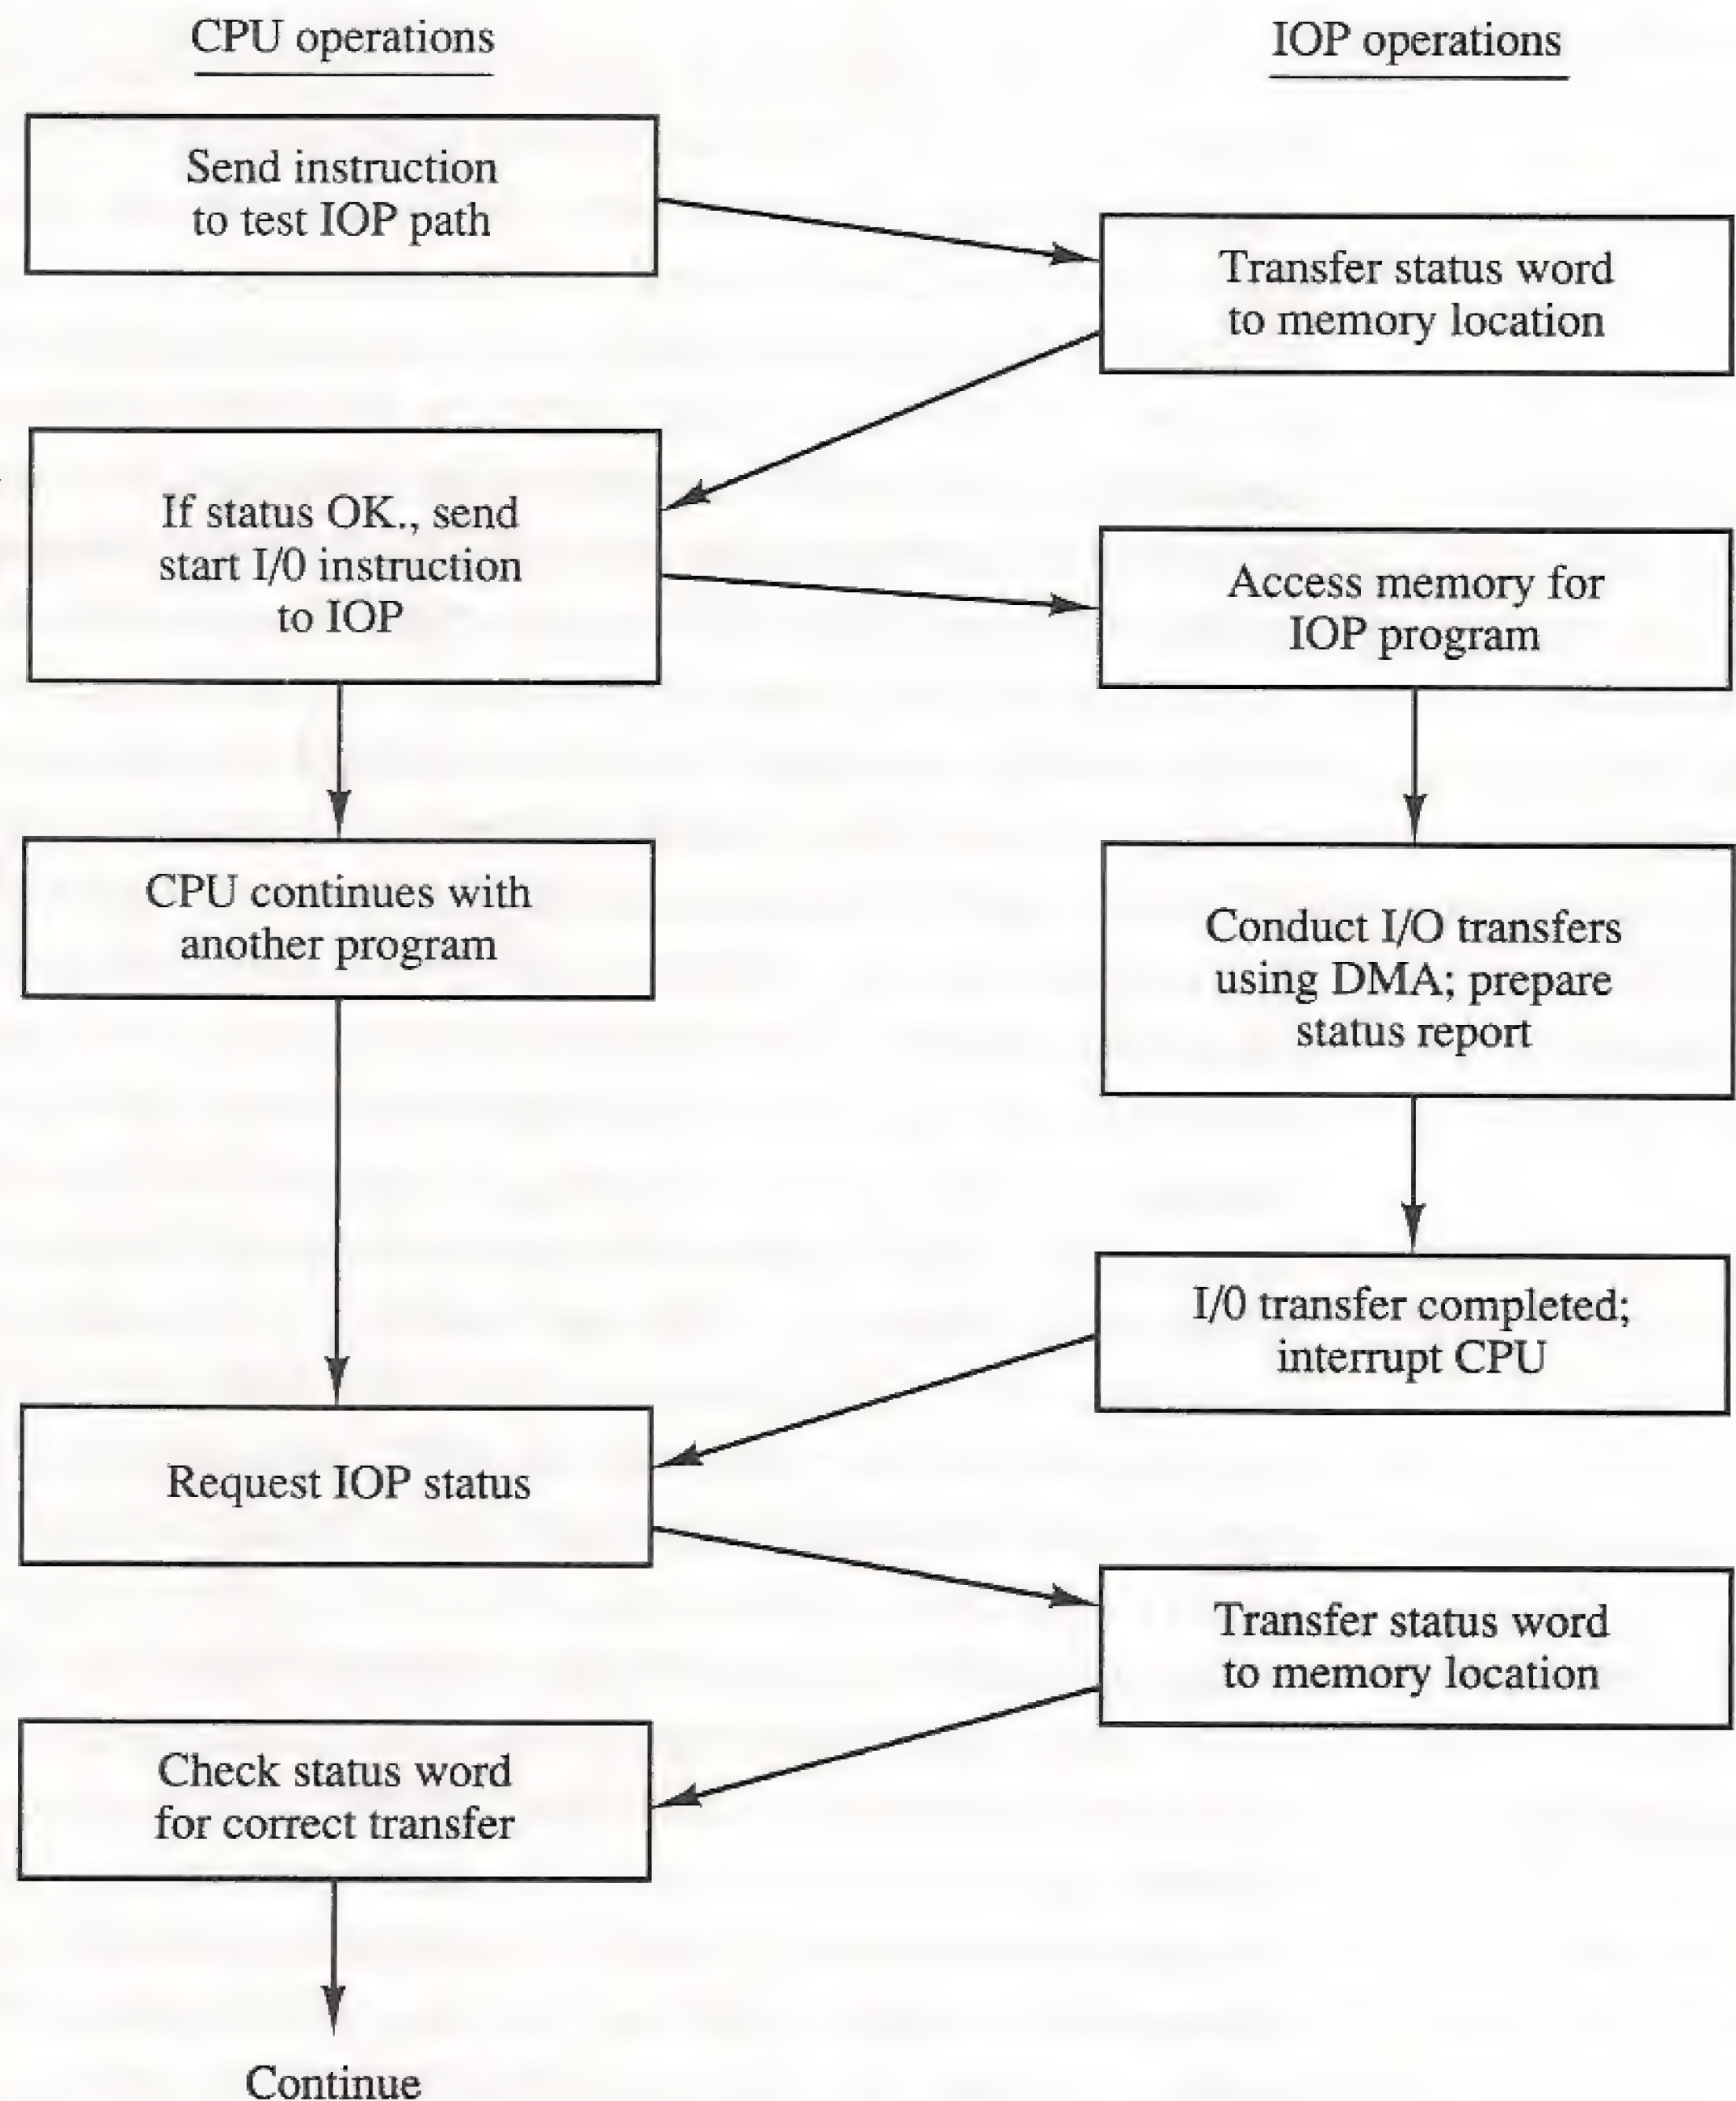 CPU operations
IOP operations
Send instruction
to test IOP path
Transfer status word
to memory location
If status OK., send
start I/0 instruction
to IOP
Access memory for
IOP program
CPU continues with
another program
Conduct I/O transfers
using DMA; prepare
status report
I/0 transfer completed;
interrupt CPU
Request IOP status
Transfer status word
to memory location
Check status word
for correct transfer
Continue